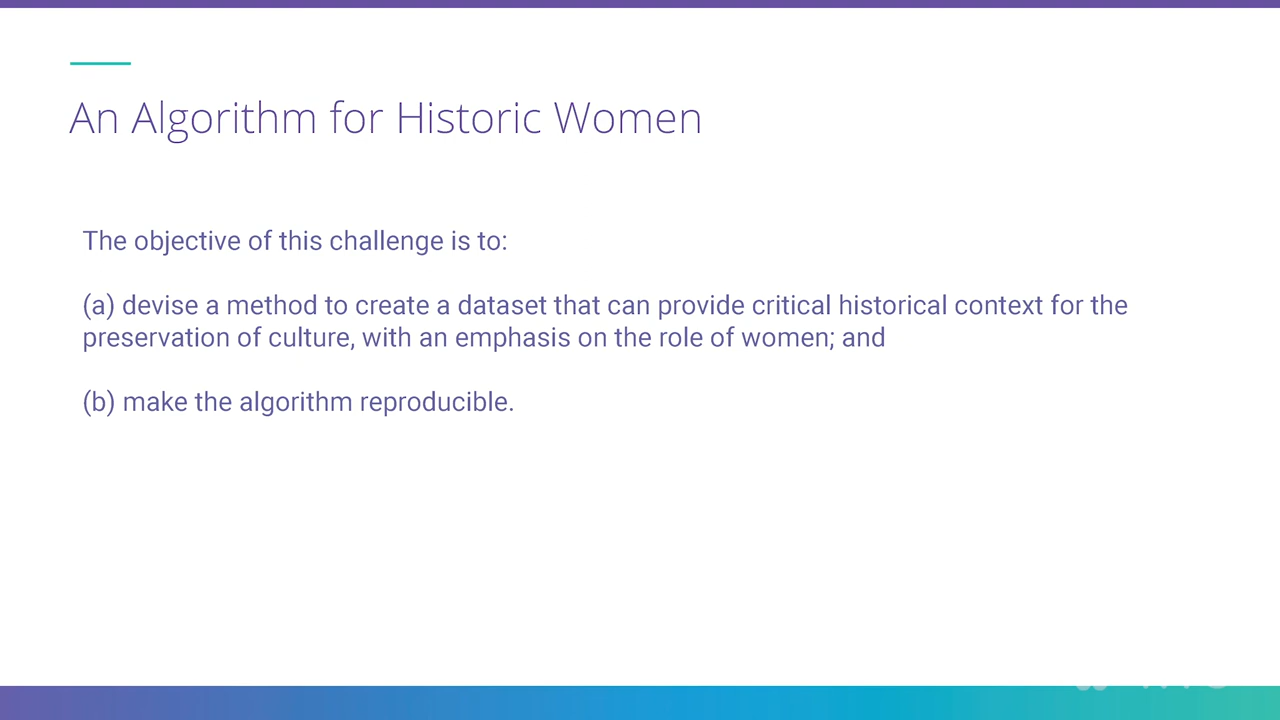 An Algorithm for Historic Women
The objective of this challenge is to:
(a) devise a method to create a dataset that can provide critical historical context for the
preservation of culture, with an emphasis on the role of women; and
(b) make the algorithm reproducible.